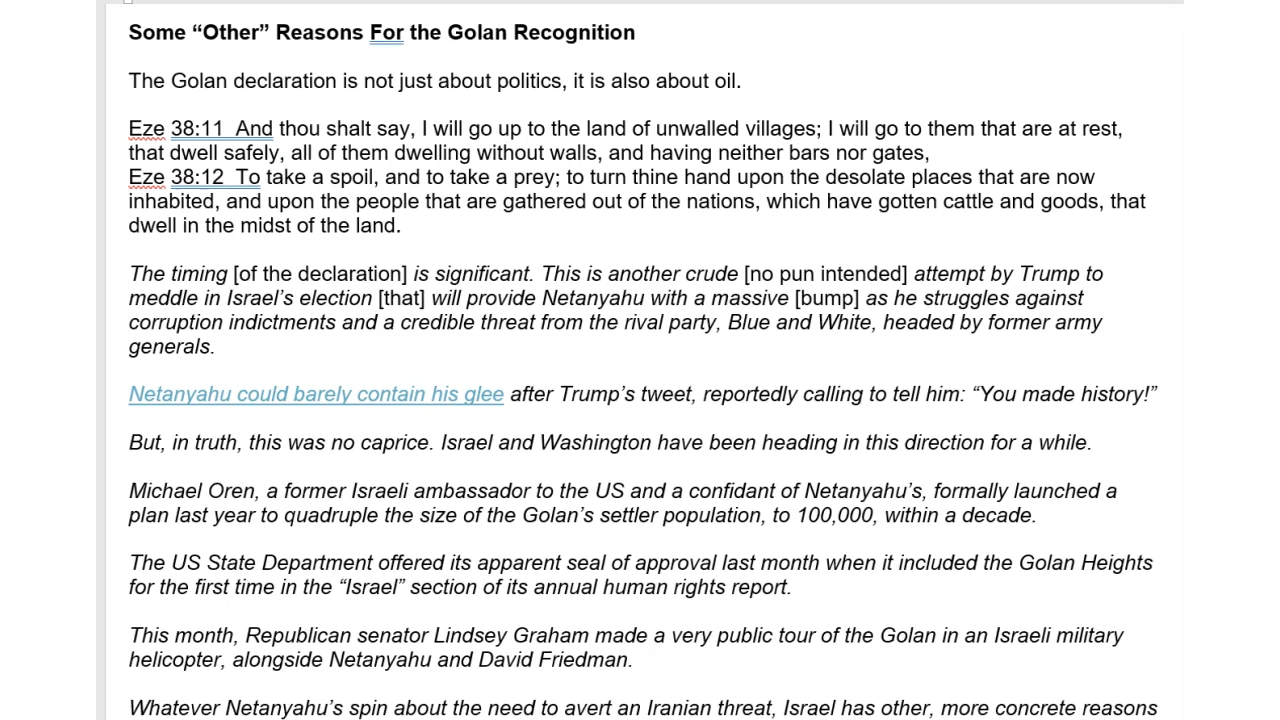 Some “Other” Reasons For the Golan Recognition
The Golan declaration is not just about politics, it is also about oil.
Eze 38:11  And thou shalt say, I will go up to the land of unwalled villages; I will go to them that are at rest,
that dwell safely, all of them dwelling without walls, and having neither bars nor gates,
Eze 38:12  To take a spoil, and to take a prey; to turn thine hand upon the desolate places that are now
inhabited, and upon the people that are gathered out of the nations, which have gotten cattle and goods, that
dwell in the midst of the land.
The timing [of the declaration] is significant. This is another crude [no pun intended] attempt by Trump to
meddle in Israel’s election [that] will provide Netanyahu with a massive [bump] as he struggles against
corruption indictments and a credible threat from the rival party, Blue and White, headed by former army
generals.
Netanyahu could barely contain his glee after Trump’s tweet, reportedly calling to tell him: “You made history!”
But, in truth, this was no caprice. Israel and Washington have been heading in this direction for a while.
Michael Oren, a former Israeli ambassador to the US and a confidant of Netanyahu’s, formally launched a
plan last year to quadruple the size of the Golan’s settler population, to 100,000, within a decade.
The US State Department offered its apparent seal of approval last month when it included the Golan Heights
for the first time in the “Israel” section of its annual human rights report.
This month, Republican senator Lindsey Graham made a very public tour of the Golan in an Israeli military
helicopter, alongside Netanyahu and David Friedman.
Whatever Netanyahu’s spin about the need to avert an Iranian threat, Israel has other, more concrete reasons